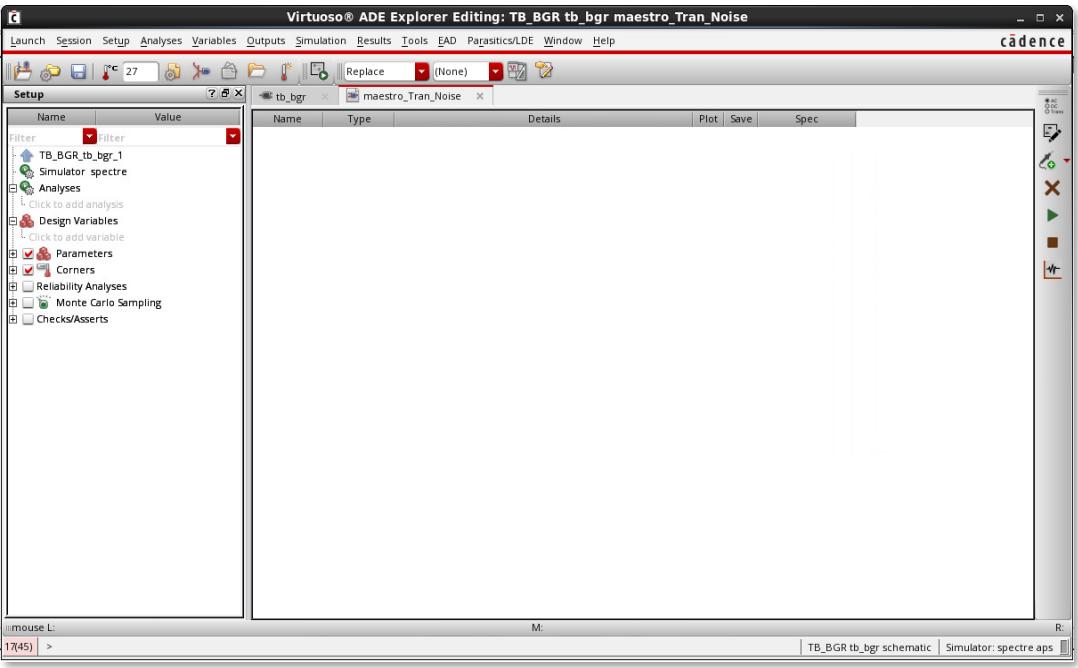 Virtuoso® ADE Explorer Editing: TB_BGR tb_bgr maestro_Tran_Noise
Launch Session Setup Analyses Variables Outputs Simulation Results Tools EAD Parasitics/LDE Window Help cādence
°C 27 Replace (None)
Setup
tb_bgr maestro_Tran_Noise
Name Value
Name Type Details Plot Save Spec
Filter Filter
TB_BGR_tb_bgr_1
Simulator spectre
Analyses
Click to add analysis
Design Variables
Click to add variable
Parameters
Corners
Reliability Analyses
Monte Carlo Sampling
Checks/Asserts
AC
DC
Trans
mouse L: M: R:
17(45) > TB_BGR tb_bgr schematic Simulator: spectre aps